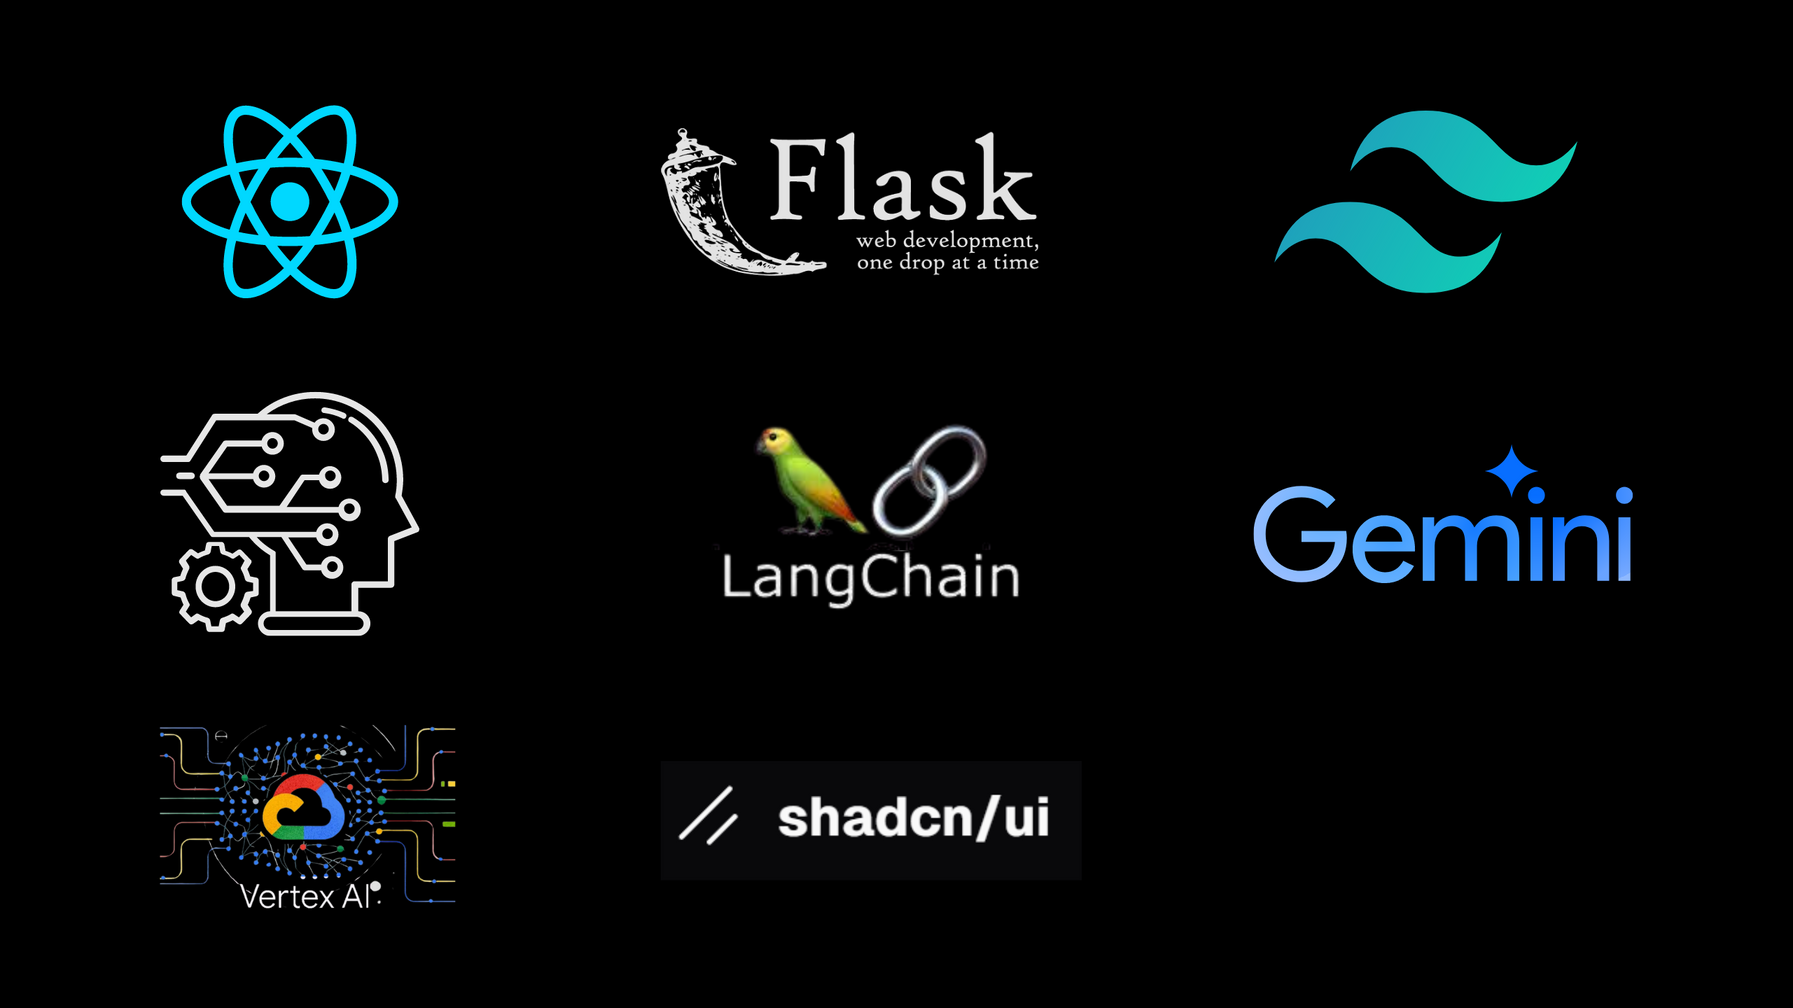 Flask
web development,
one drop at a time
LangChain
Gemini
Vertex AI
shadcn/ui